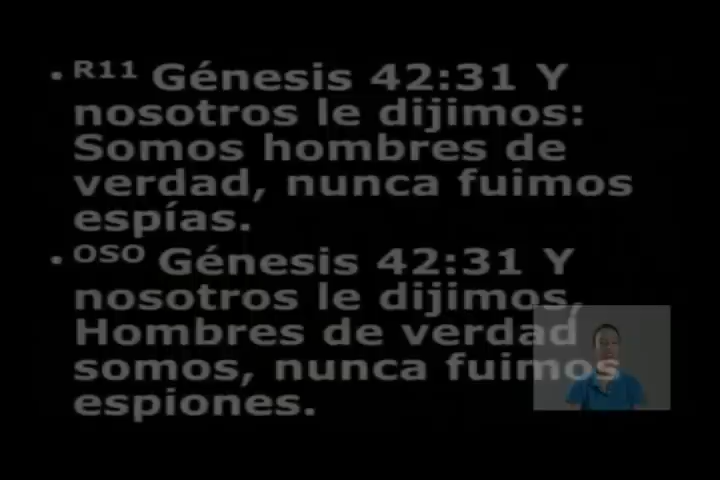 • R11 Génesis 42:31 Y
nosotros le dijimos:
Somos hombres de
verdad, nunca fuimos
espías.
• OSO Génesis 42:31 Y
nosotros le dijimos,
Hombres de verdad
somos, nunca fuimos
espiones.